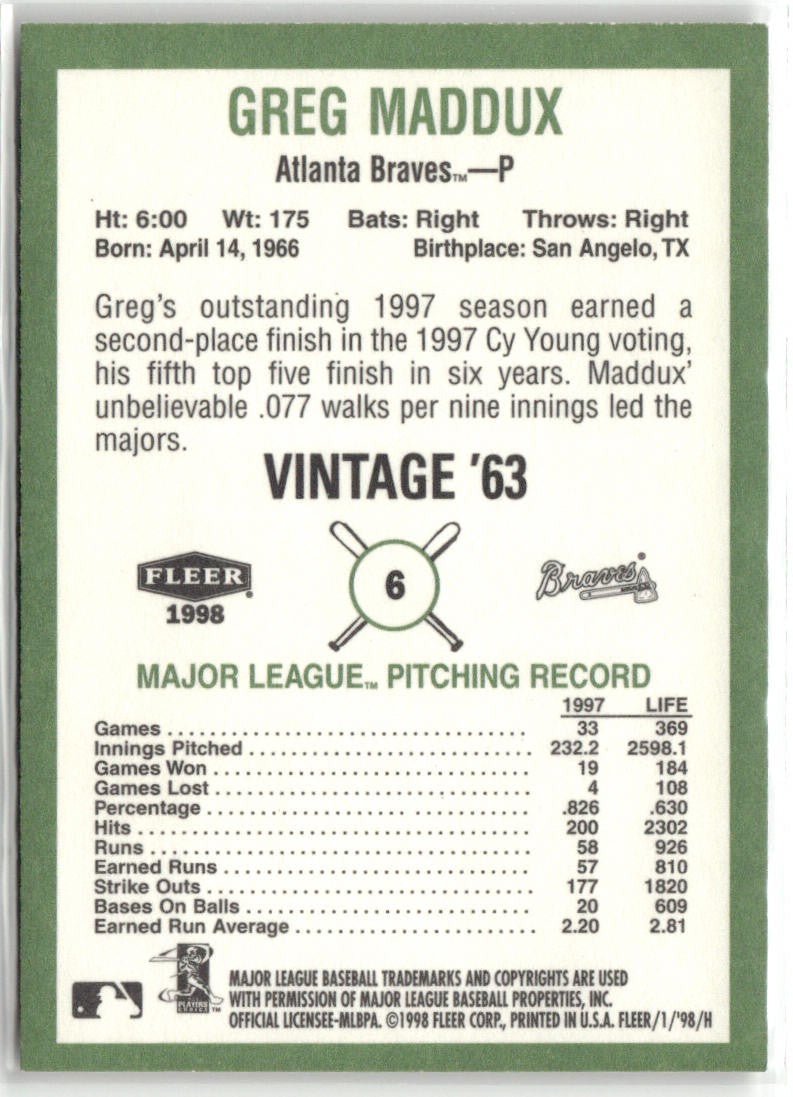 GREG MADDUX
Atlanta Braves™—P
Ht: 6:00 Wt: 175 Bats: Right Throws: Right
Born: April 14, 1966 Birthplace: San Angelo, TX
Greg's outstanding 1997 season earned a
second-place finish in the 1997 Cy Young voting,
his fifth top five finish in six years. Maddux'
unbelievable .077 walks per nine innings led the
majors.
VINTAGE '63
FLEER
1998
6
Braves
MAJOR LEAGUE™ PITCHING RECORD
1997 LIFE
Games 33 369
Innings Pitched 232.2 2598.1
Games Won 19 184
Games Lost 4 108
Percentage .826 .630
Hits 200 2302
Runs 58 926
Earned Runs 57 810
Strike Outs 177 1820
Bases On Balls 20 609
Earned Run Average 2.20 2.81
PLAYERS
CHOICE™
MAJOR LEAGUE BASEBALL TRADEMARKS AND COPYRIGHTS ARE USED
WITH PERMISSION OF MAJOR LEAGUE BASEBALL PROPERTIES, INC.
OFFICIAL LICENSEE-MLBPA. ©1998 FLEER CORP., PRINTED IN U.S.A. FLEER/1/'98/H